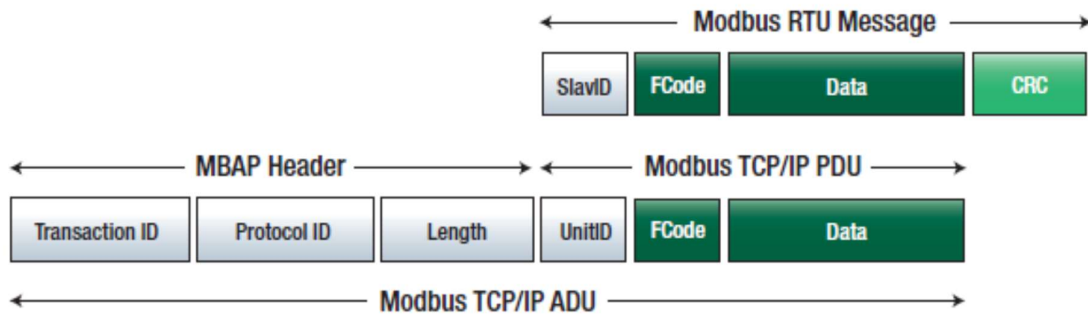 Modbus RTU Message
SlavID FCode Data CRC
MBAP Header Modbus TCP/IP PDU
Transaction ID Protocol ID Length UnitID FCode Data
Modbus TCP/IP ADU